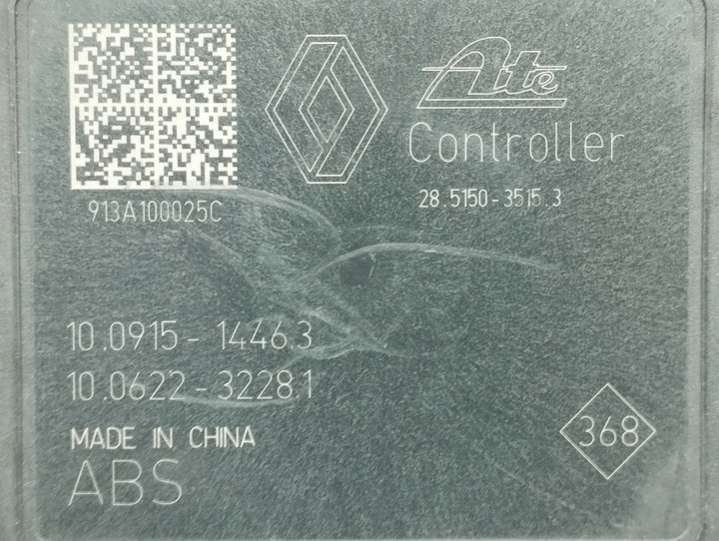 Ate
Controller
28.5150-3515.3
913A100025C
10.0915-1446.3
10.0622-3228.1
368
MADE IN CHINA
ABS